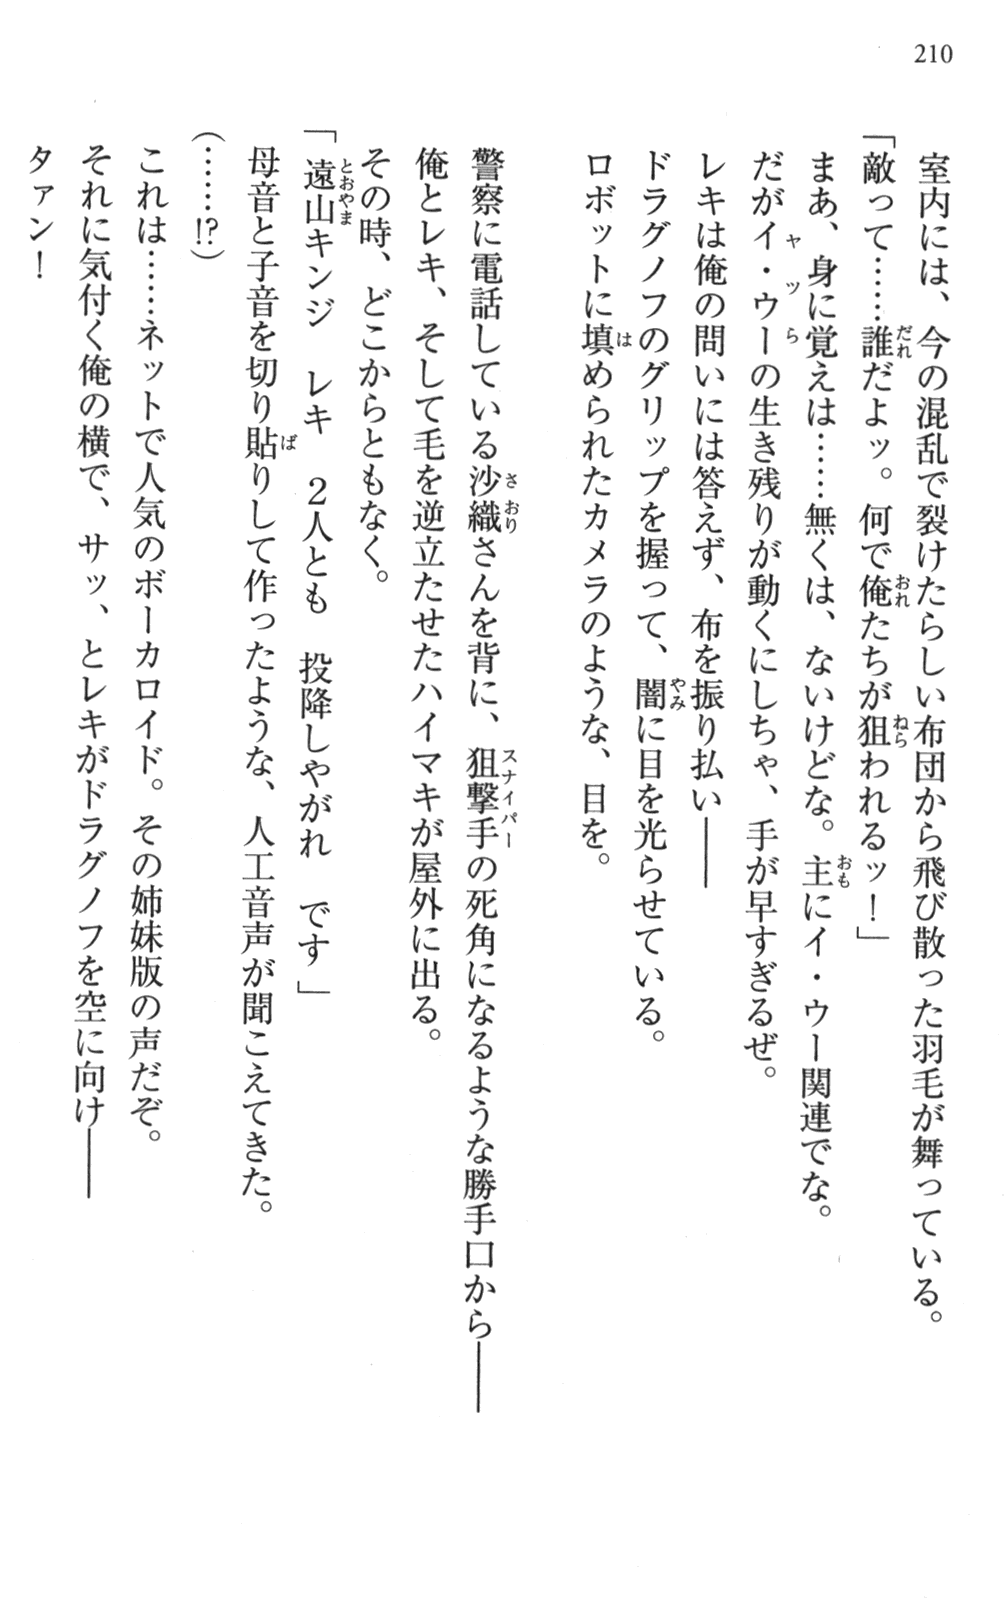 210
室内には、今の混乱で裂けたらしい布団から飛び散った羽毛が舞っている。
「敵って……誰だよッ。何で俺たちが狙われるッ!」
まあ、身に覚えは……無くは、ないけどな。主にイ・ウー関連でな。
だがイ・ウーの生き残りが動くにしちゃ、手が早すぎるぜ。
レキは俺の問いには答えず、布を振り払い――
ドラグノフのグリップを握って、闇に目を光らせている。
ロボットに填められたカメラのような、目を。
警察に電話している沙織さんを背に、狙撃手の死角になるような勝手口から――
俺とレキ、そして毛を逆立たせたハイマキが屋外に出る。
その時、どこからともなく。
「遠山キンジ　レキ　2人とも　投降しやがれ　です」
母音と子音を切り貼りして作ったような、人工音声が聞こえてきた。
(……!?)
これは……ネットで人気のボーカロイド。その姉妹版の声だぞ。
それに気付く俺の横で、サッ、とレキがドラグノフを空に向け――
タァン!